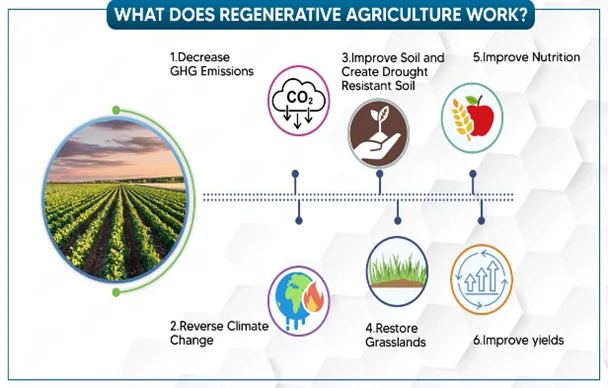 WHAT DOES REGENERATIVE AGRICULTURE WORK?
1.Decrease
GHG Emissions
CO2
3.Improve Soil and
Create Drought
Resistant Soil
5.Improve Nutrition
2.Reverse Climate
Change
4.Restore
Grasslands
6.Improve yields